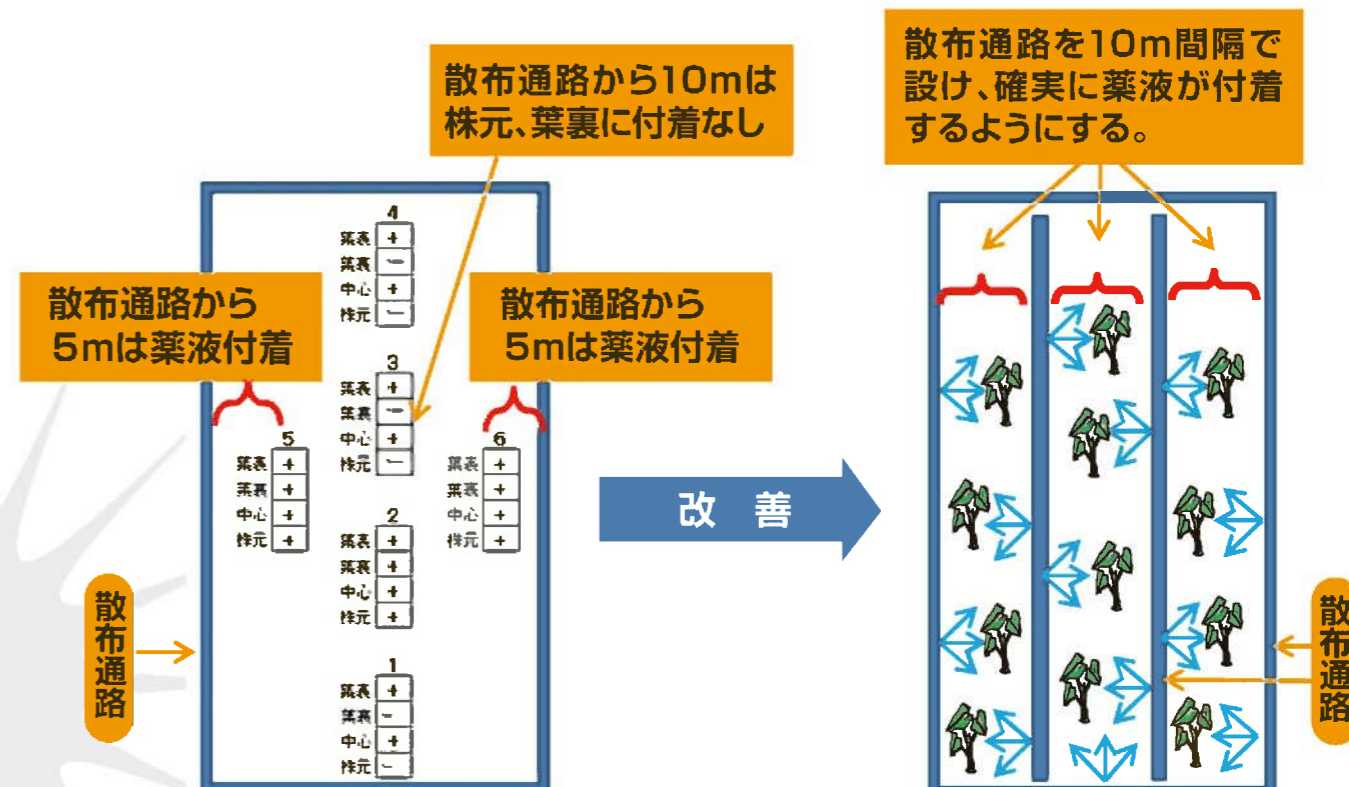 散布通路から10mは
株元、葉裏に付着なし
散布通路から
5mは薬液付着
散布通路から
5mは薬液付着
4
葉表 +
葉裏 −
中心 +
株元 −
3
葉表 +
葉裏 −
中心 +
株元 −
5
葉表 +
葉裏 +
中心 +
株元 +
6
葉表 +
葉裏 +
中心 +
株元 +
2
葉表 +
葉裏 +
中心 +
株元 +
1
葉表 +
葉裏 −
中心 +
株元 −
散布通路
改 善
散布通路を10m間隔で
設け、確実に薬液が付着
するようにする。
散布通路